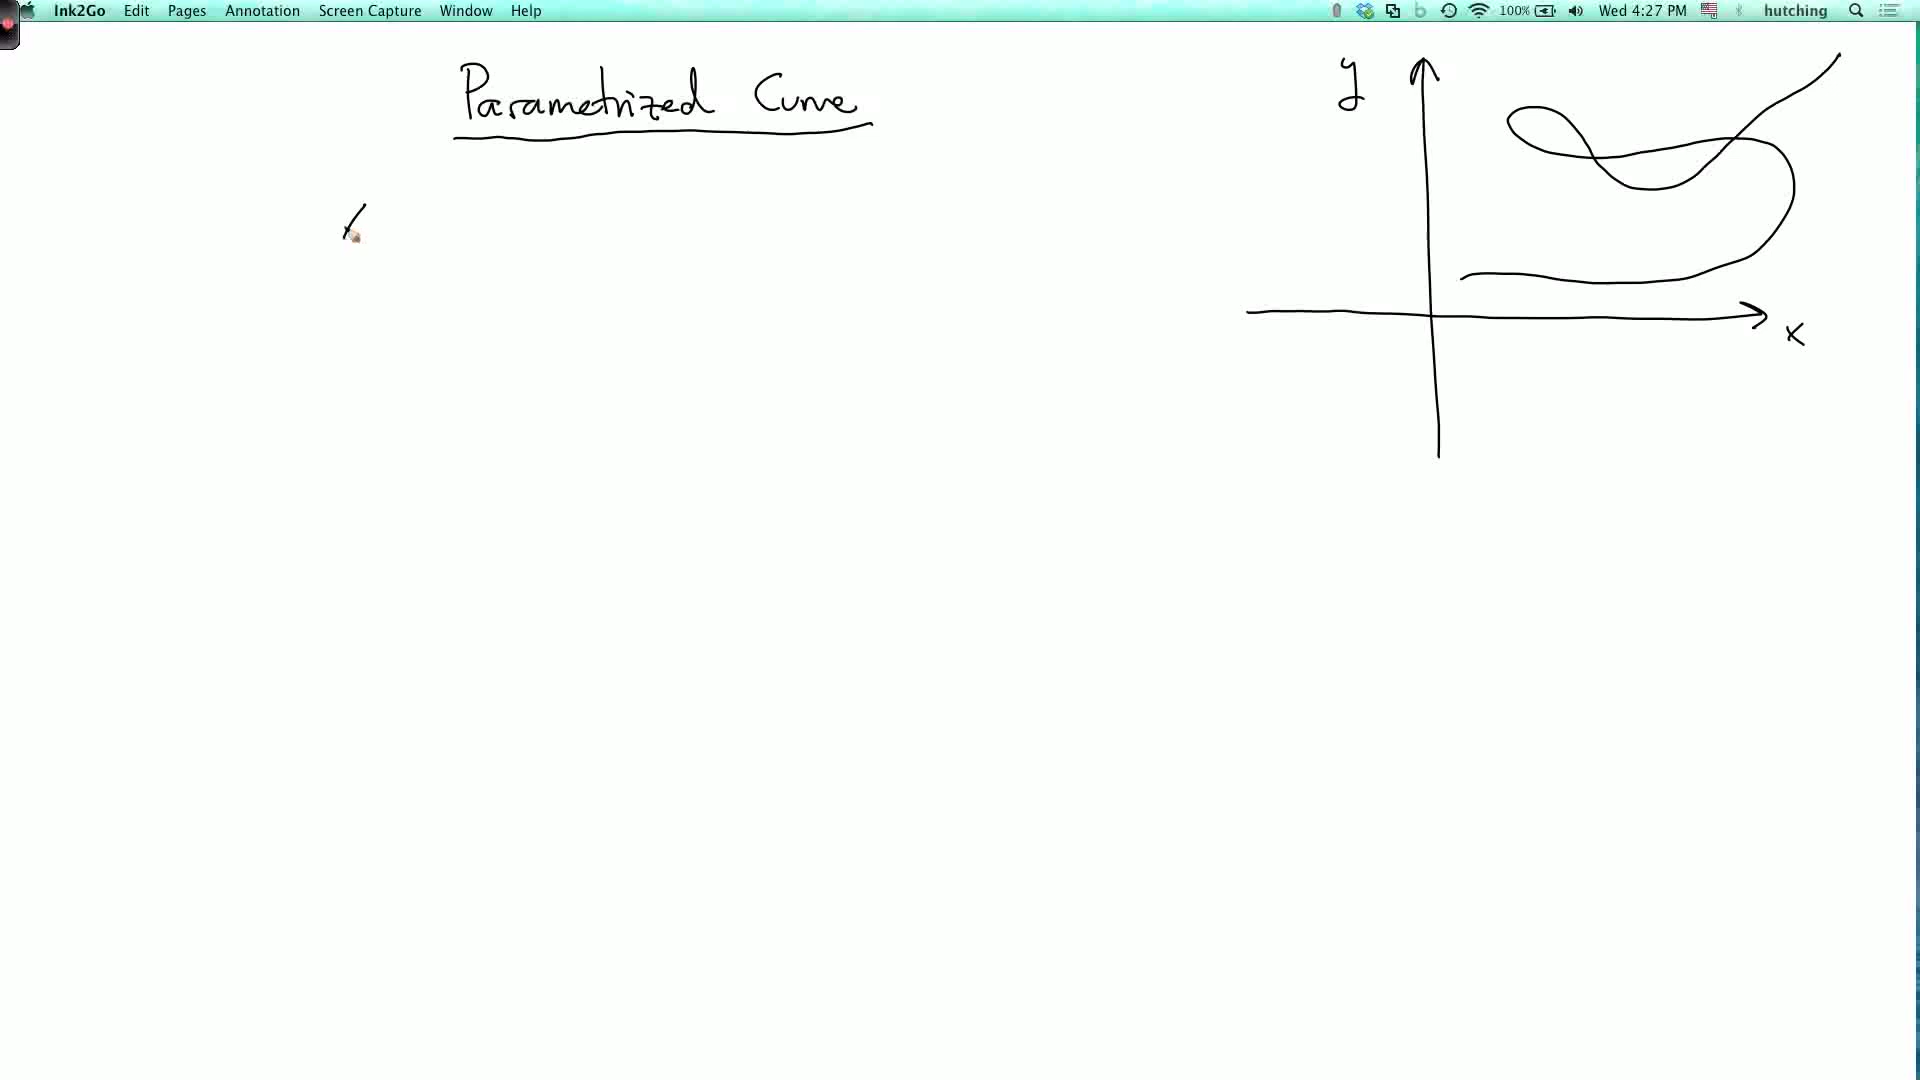 Ink2Go Edit Pages Annotation Screen Capture Window Help 100% Wed 4:27 PM hutching
Parametrized Curve
y
x